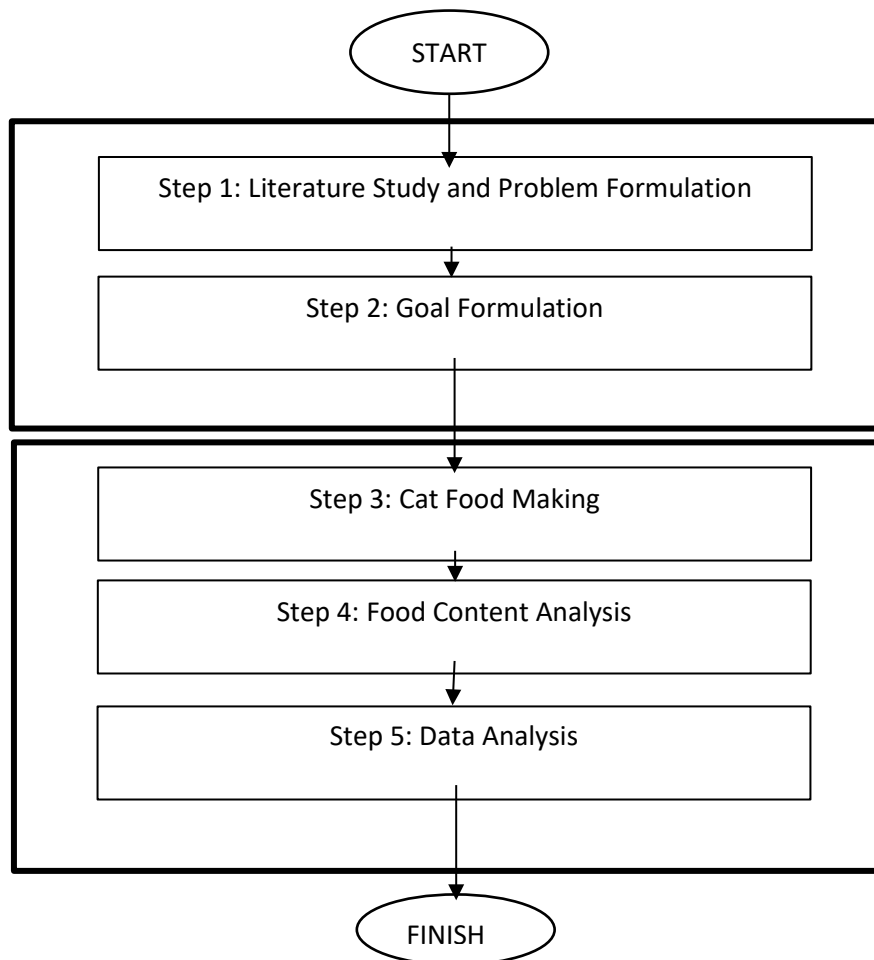 START
Step 1: Literature Study and Problem Formulation
Step 2: Goal Formulation
Step 3: Cat Food Making
Step 4: Food Content Analysis
Step 5: Data Analysis
FINISH